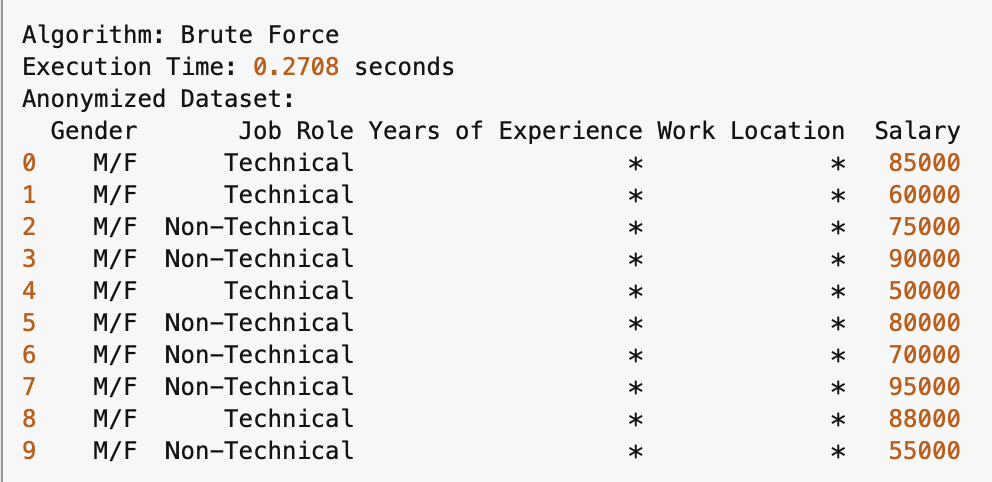 Algorithm: Brute Force
Execution Time: 0.2708 seconds
Anonymized Dataset:
  Gender       Job Role Years of Experience Work Location  Salary
0    M/F      Technical                   *             *   85000
1    M/F      Technical                   *             *   60000
2    M/F  Non-Technical                   *             *   75000
3    M/F  Non-Technical                   *             *   90000
4    M/F      Technical                   *             *   50000
5    M/F  Non-Technical                   *             *   80000
6    M/F  Non-Technical                   *             *   70000
7    M/F  Non-Technical                   *             *   95000
8    M/F      Technical                   *             *   88000
9    M/F  Non-Technical                   *             *   55000